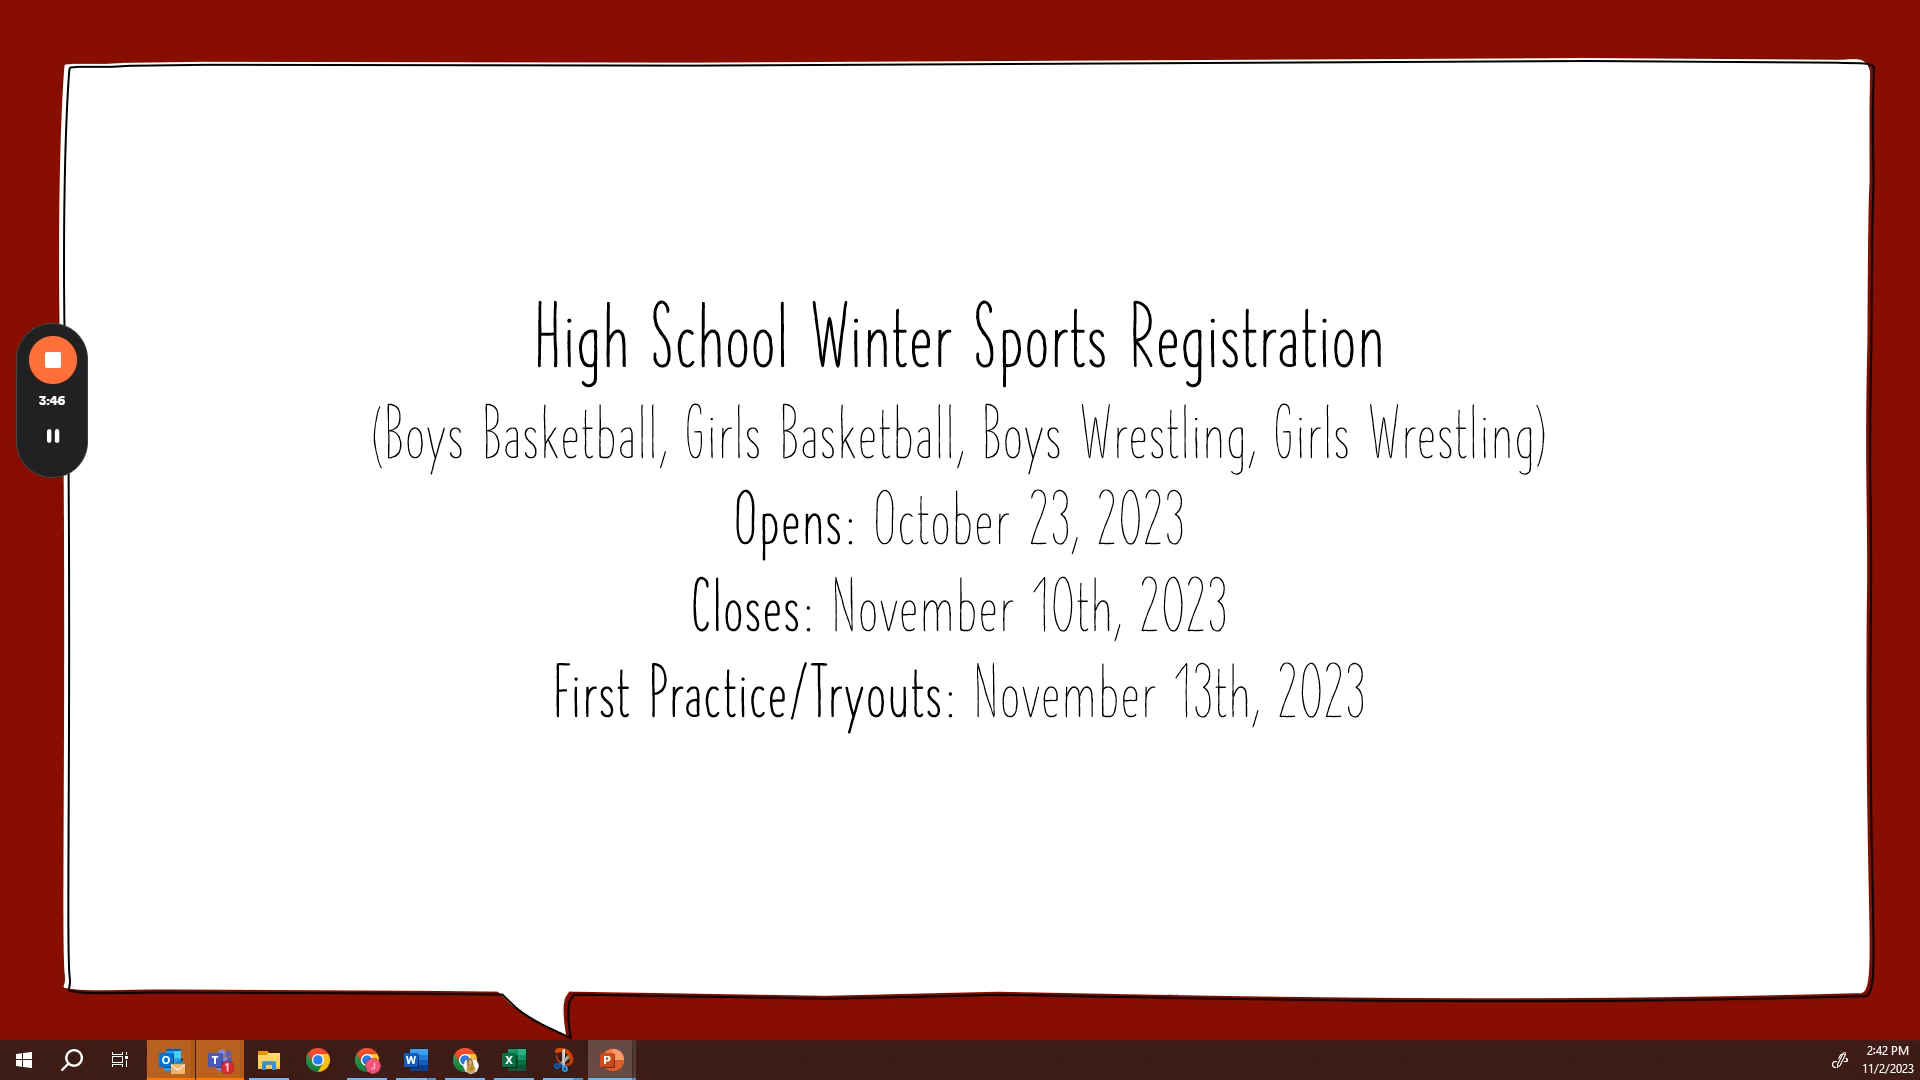 High School Winter Sports Registration
(Boys Basketball, Girls Basketball, Boys Wrestling, Girls Wrestling)
Opens: October 23, 2023
Closes: November 10th, 2023
First Practice/Tryouts: November 13th, 2023
3:46
2:42 PM
11/2/2023